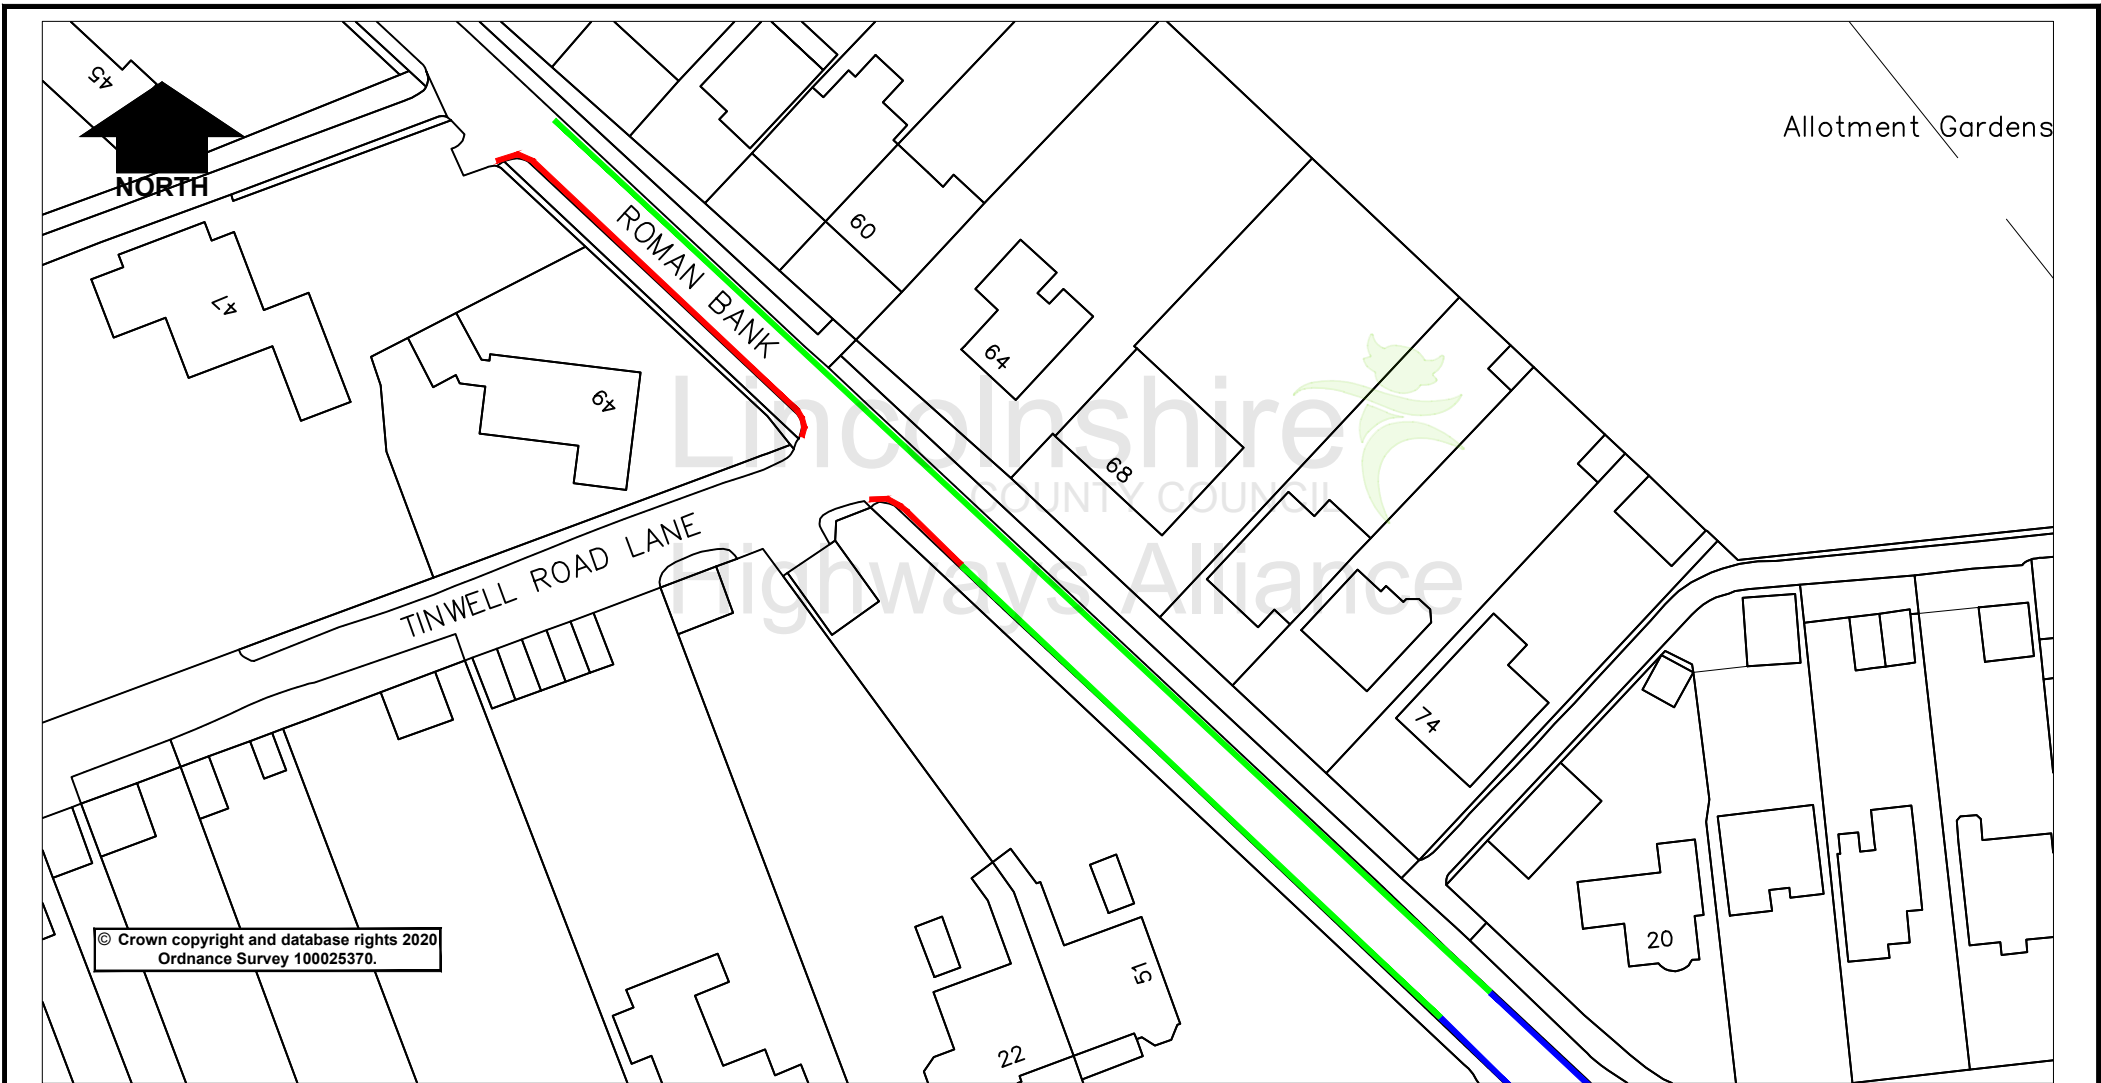 45
Allotment Gardens
NORTH
ROMAN BANK
60
47
64
49
Lincolnshire
COUNTY COUNCIL
Highways Alliance
68
TINWELL ROAD LANE
74
20
© Crown copyright and database rights 2020
Ordnance Survey 100025370.
51
22